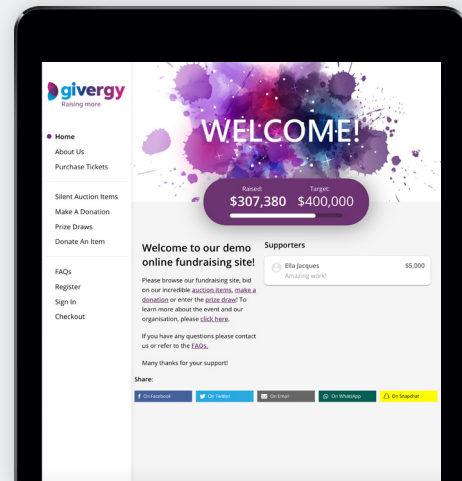 givergy
Raising more
Home
About Us
Purchase Tickets
Silent Auction Items
Make A Donation
Prize Draws
Donate An Item
FAQs
Register
Sign In
Checkout
WELCOME!
Raised:
Target:
$307,380
$400,000
Welcome to our demo
online fundraising site!
Please browse our fundraising site, bid
on our incredible auction items, make a
donation or enter the prize draw! To
learn more about the event and our
organisation, please click here.
If you have any questions please contact
us or refer to the FAQs.
Many thanks for your support!
Supporters
Ella Jacques
$5,000
Amazing work!
Share:
On Facebook
On Twitter
On Email
On WhatsApp
On Snapchat